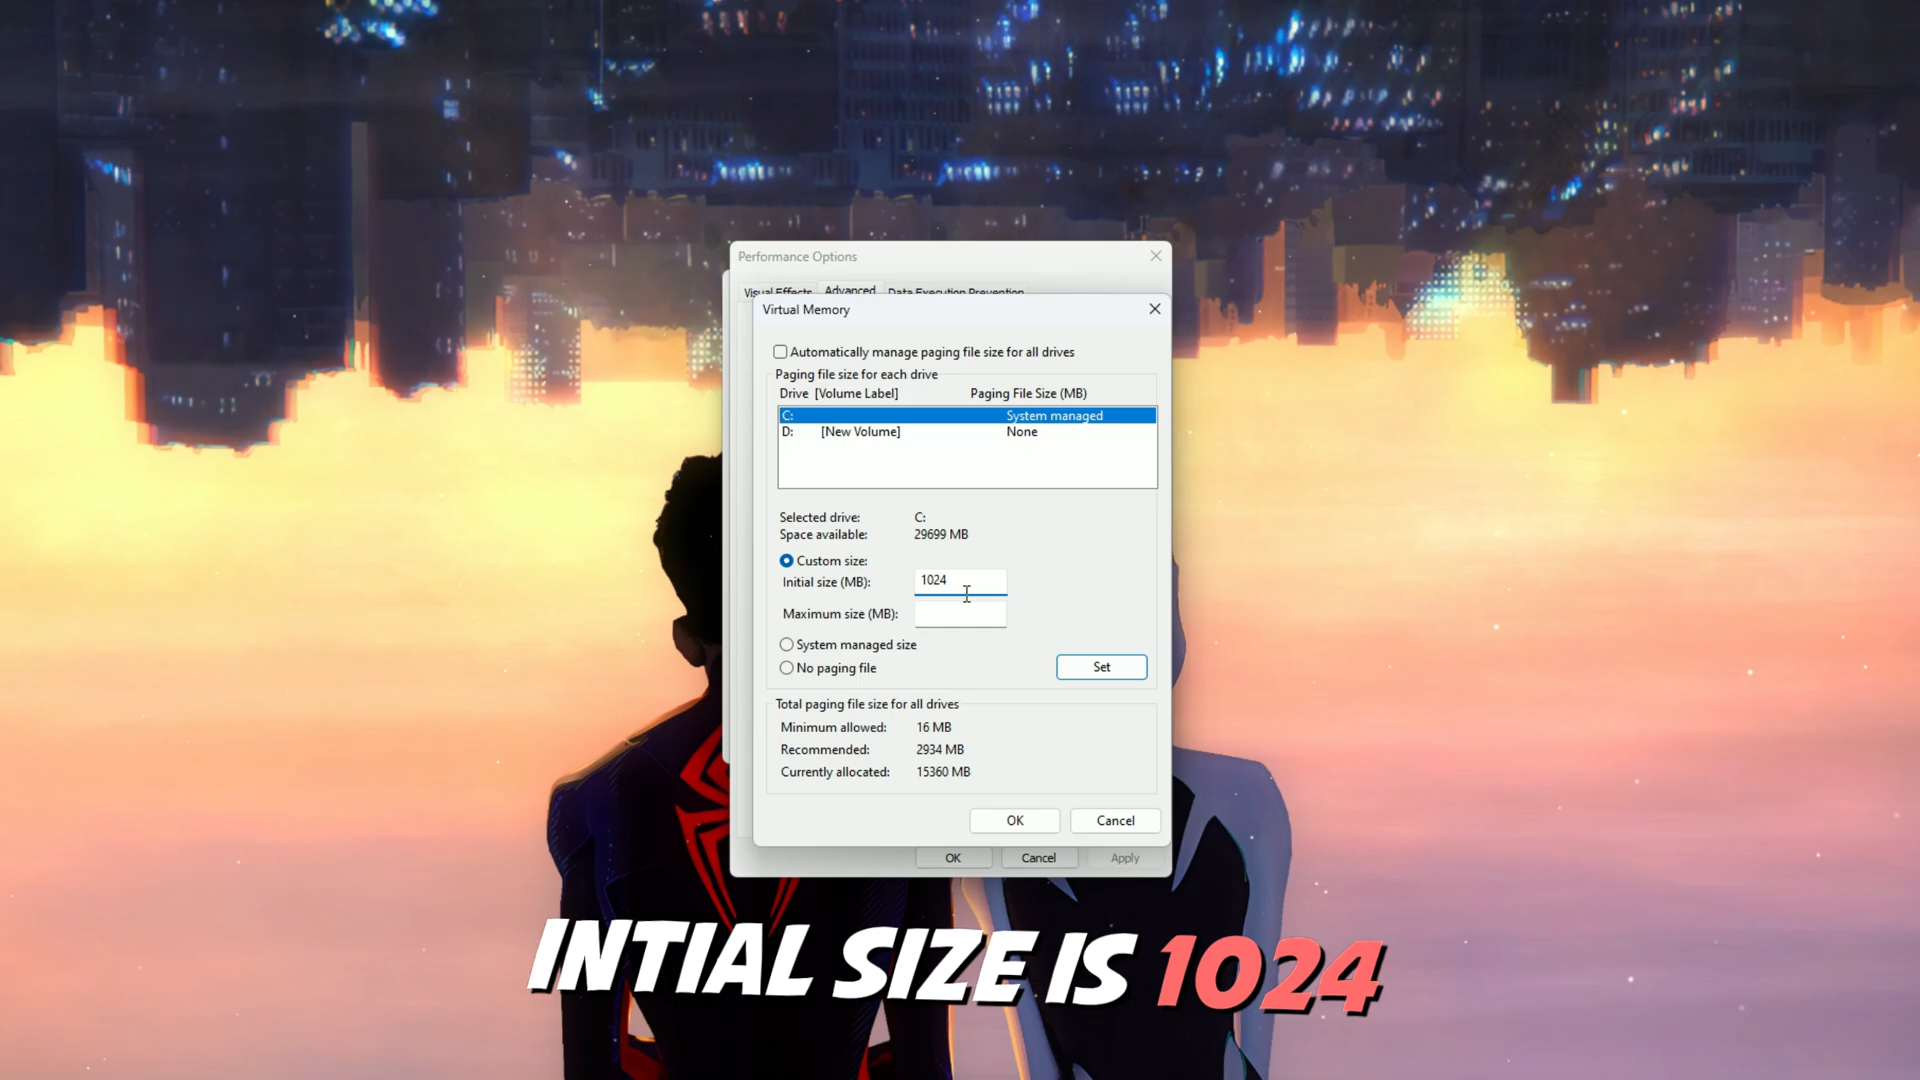 Performance Options
Visual Effects Advanced Data Execution Prevention
Virtual Memory
Automatically manage paging file size for all drives
Paging file size for each drive
Drive [Volume Label] Paging File Size (MB)
C: System managed
D: [New Volume] None
Selected drive: C:
Space available: 29699 MB
Custom size:
Initial size (MB): 1024
Maximum size (MB):
System managed size
No paging file
Set
Total paging file size for all drives
Minimum allowed: 16 MB
Recommended: 2934 MB
Currently allocated: 15360 MB
OK Cancel
OK Cancel Apply
INTIAL SIZE IS 1024